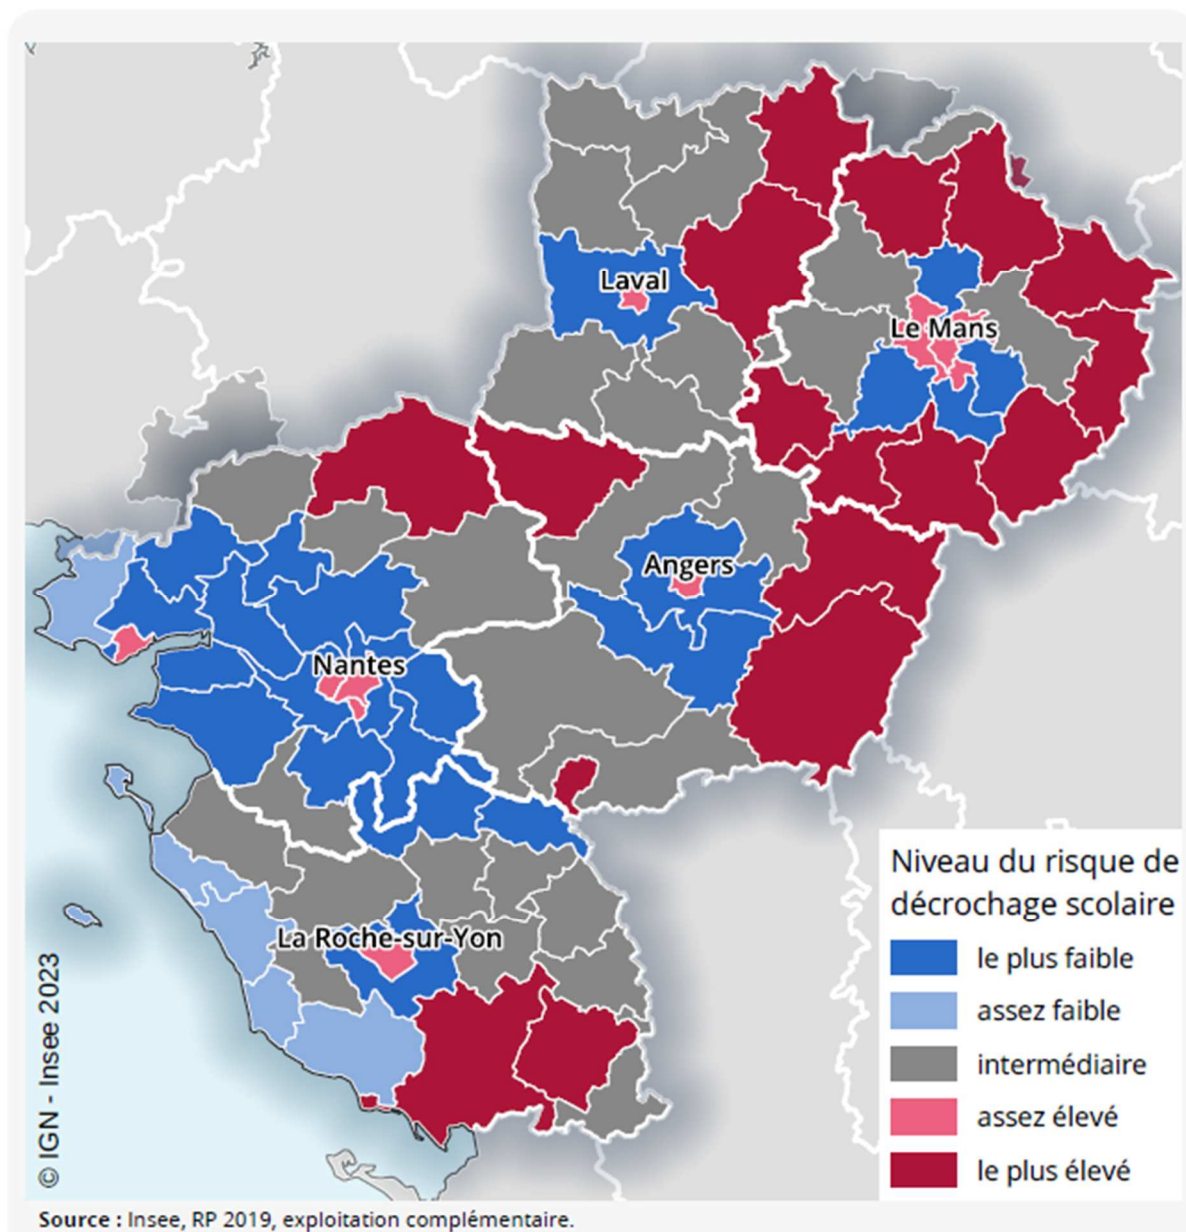 Laval
Le Mans
Angers
Nantes
La Roche-sur-Yon
Niveau du risque de
décrochage scolaire
le plus faible
assez faible
intermédiaire
assez élevé
le plus élevé
© IGN - Insee 2023
Source : Insee, RP 2019, exploitation complémentaire.